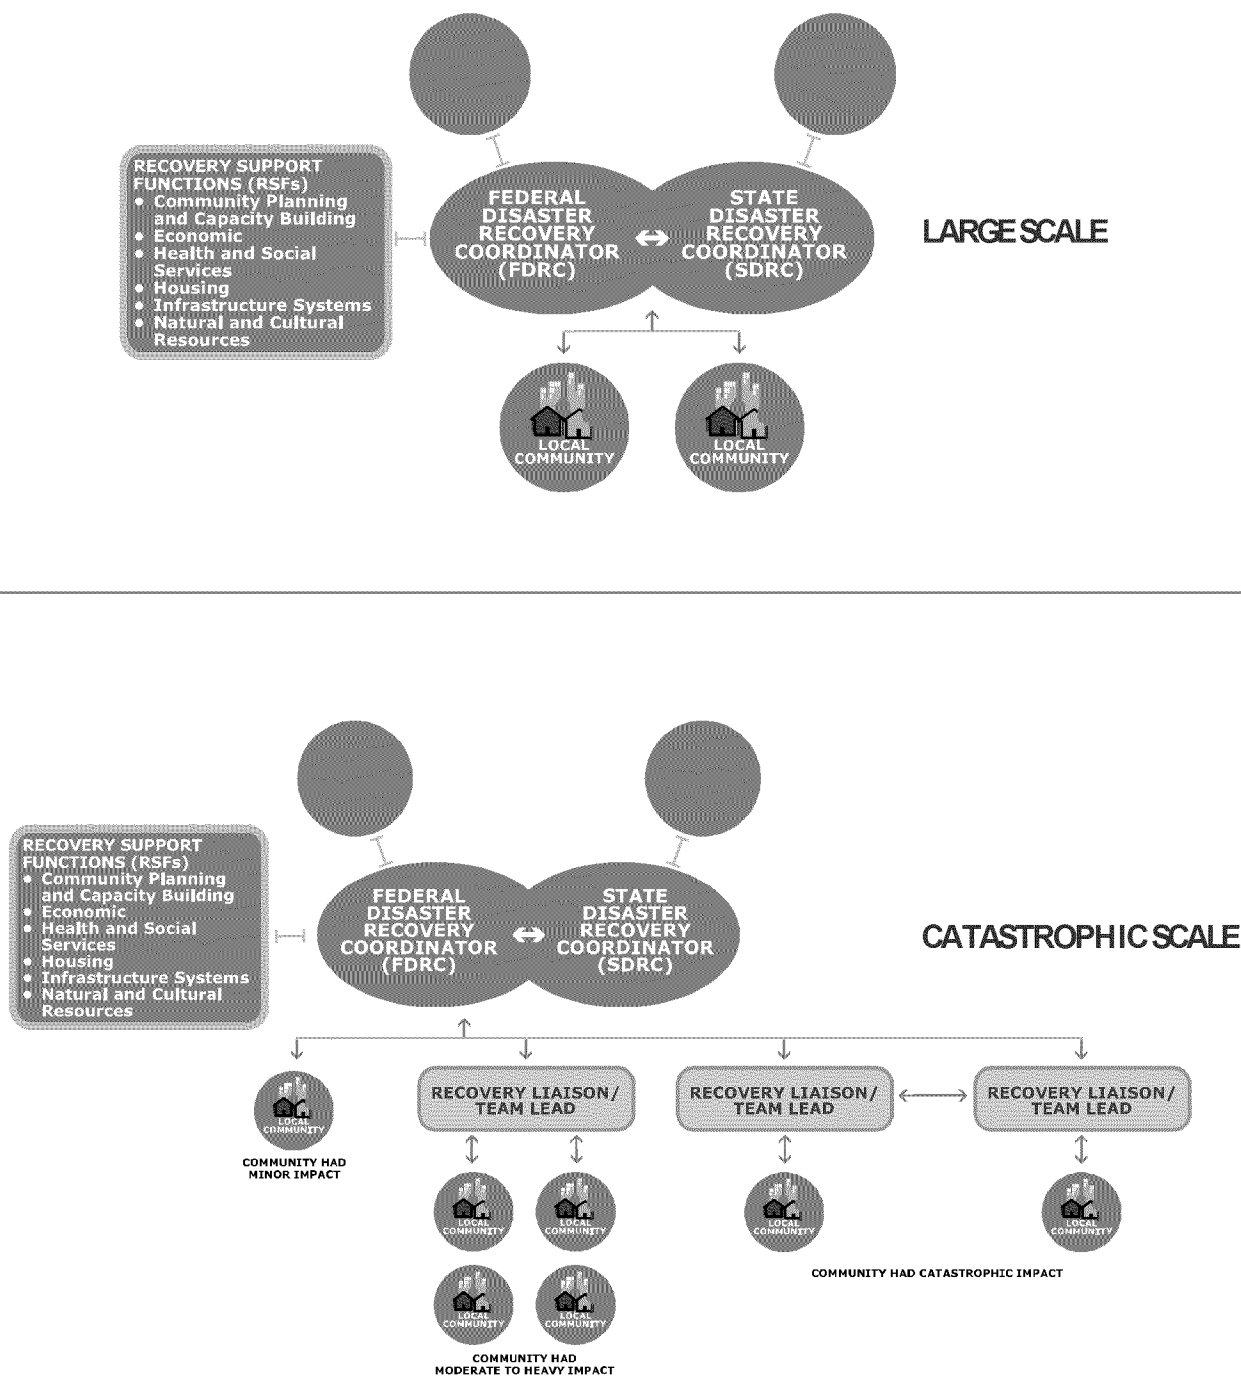 RECOVERY SUPPORT
FUNCTIONS (RSFs)
● Community Planning
and Capacity Building
● Economic
● Health and Social
Services
● Housing
● Infrastructure Systems
● Natural and Cultural
Resources
FEDERAL
DISASTER
RECOVERY
COORDINATOR
(FDRC)
STATE
DISASTER
RECOVERY
COORDINATOR
(SDRC)
LARGE SCALE
LOCAL
COMMUNITY
LOCAL
COMMUNITY
RECOVERY SUPPORT
FUNCTIONS (RSFs)
● Community Planning
and Capacity Building
● Economic
● Health and Social
Services
● Housing
● Infrastructure Systems
● Natural and Cultural
Resources
FEDERAL
DISASTER
RECOVERY
COORDINATOR
(FDRC)
STATE
DISASTER
RECOVERY
COORDINATOR
(SDRC)
CATASTROPHIC SCALE
LOCAL
COMMUNITY
COMMUNITY HAD
MINOR IMPACT
RECOVERY LIAISON/
TEAM LEAD
RECOVERY LIAISON/
TEAM LEAD
RECOVERY LIAISON/
TEAM LEAD
LOCAL
COMMUNITY
LOCAL
COMMUNITY
LOCAL
COMMUNITY
LOCAL
COMMUNITY
COMMUNITY HAD
MODERATE TO HEAVY IMPACT
LOCAL
COMMUNITY
LOCAL
COMMUNITY
COMMUNITY HAD CATASTROPHIC IMPACT